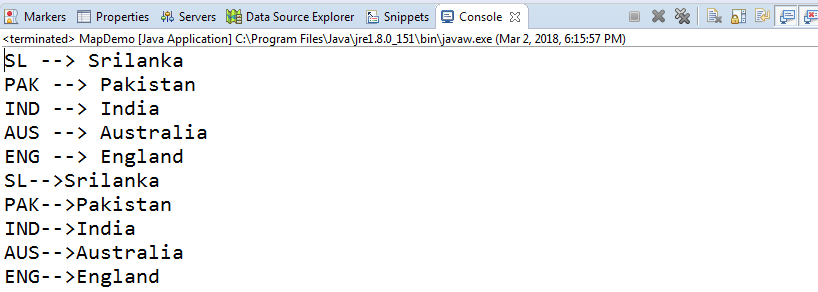 Markers Properties Servers Data Source Explorer Snippets Console
<terminated> MapDemo [Java Application] C:\Program Files\Java\jre1.8.0_151\bin\javaw.exe (Mar 2, 2018, 6:15:57 PM)
SL --> Srilanka
PAK --> Pakistan
IND --> India
AUS --> Australia
ENG --> England
SL-->Srilanka
PAK-->Pakistan
IND-->India
AUS-->Australia
ENG-->England